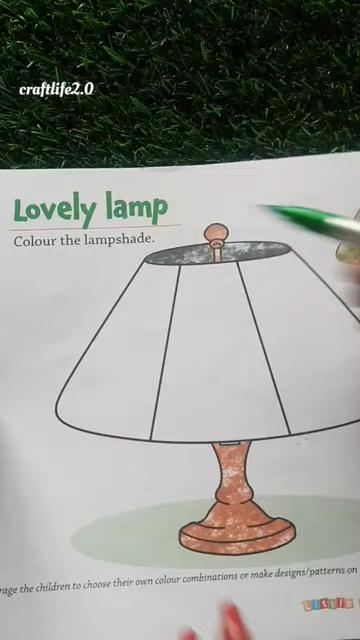 craftlife2.0
Lovely lamp
Colour the lampshade.
the children to choose their own colour combinations or make designs/patterns on
Little